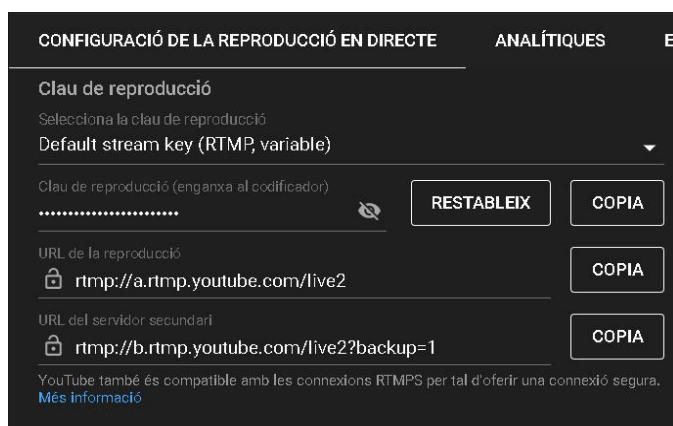 CONFIGURACIÓ DE LA REPRODUCCIÓ EN DIRECTE ANALÍTIQUES E
Clau de reproducció
Selecciona la clau de reproducció
Default stream key (RTMP, variable)
Clau de reproducció (enganxa al codificador)
•••••••••••••••••••••••• RESTABLEIX COPIA
URL de la reproducció
rtmp://a.rtmp.youtube.com/live2 COPIA
URL del servidor secundari
rtmp://b.rtmp.youtube.com/live2?backup=1 COPIA
YouTube també és compatible amb les connexions RTMPS per tal d'oferir una connexió segura.
Més informació